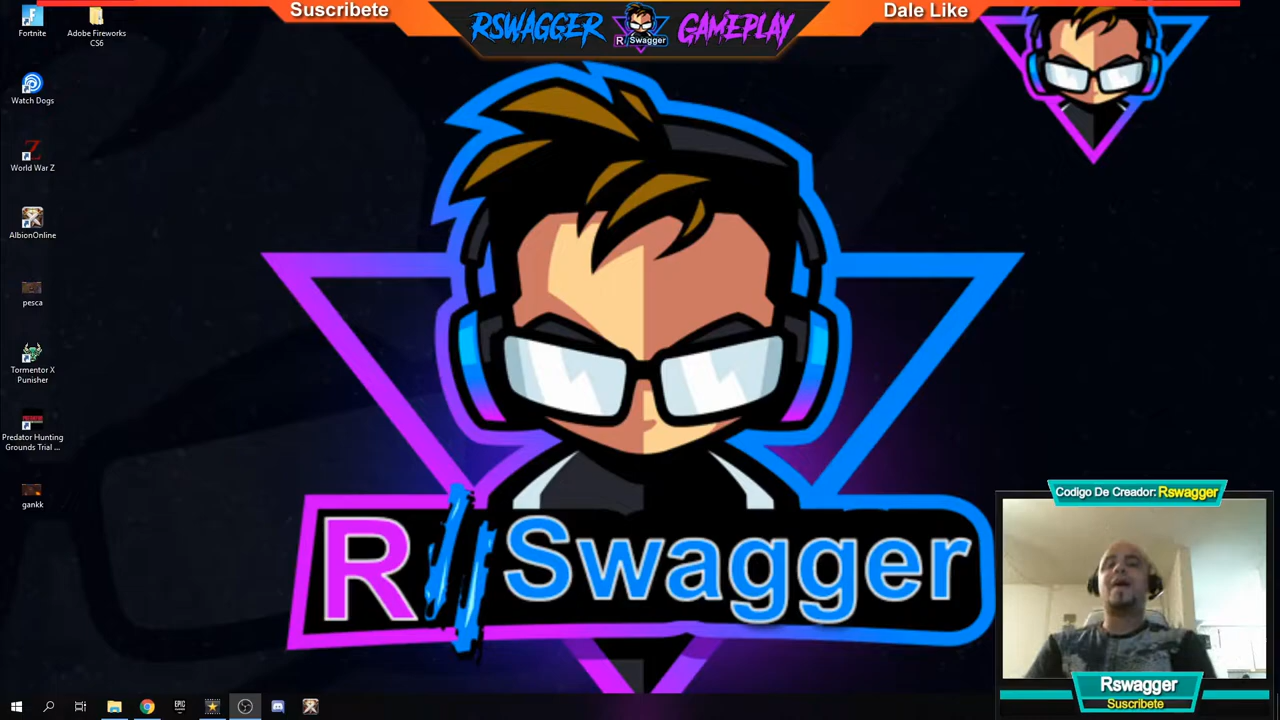 Suscribete
RSWAGGER
R Swagger
GAMEPLAY
Dale Like
Fortnite
Adobe Fireworks
CS6
Watch Dogs
Z
World War Z
AlbionOnline
pesca
Tormentor X
Punisher
Predator Hunting
Grounds Trial ...
gankk
R//Swagger
Codigo De Creador: Rswagger
Rswagger
Suscribete
EPIC